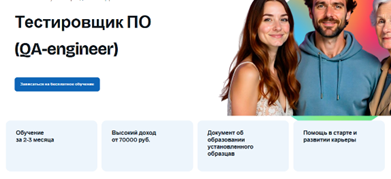 Тестировщик ПО
(QA-engineer)
Записаться на бесплатное обучение
Обучение
за 2-3 месяца
Высокий доход
от 70000 руб.
Документ об
образовании
установленного
образцав
Помощь в старте и
развитии карьеры